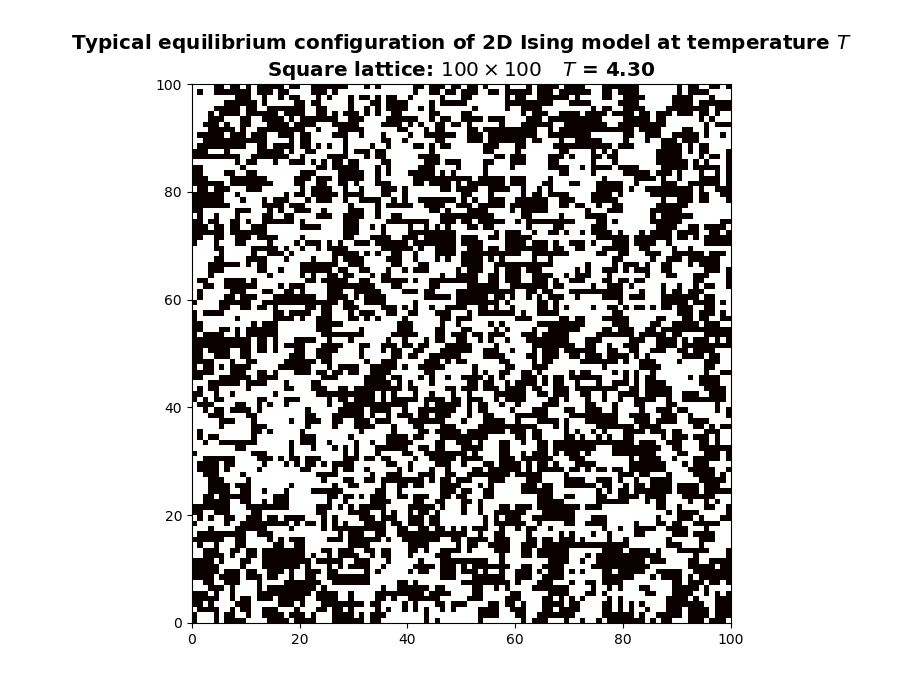 Typical equilibrium configuration of 2D Ising model at temperature T
Square lattice: 100 × 100 T = 4.30
100
80
60
40
20
0
0 20 40 60 80 100